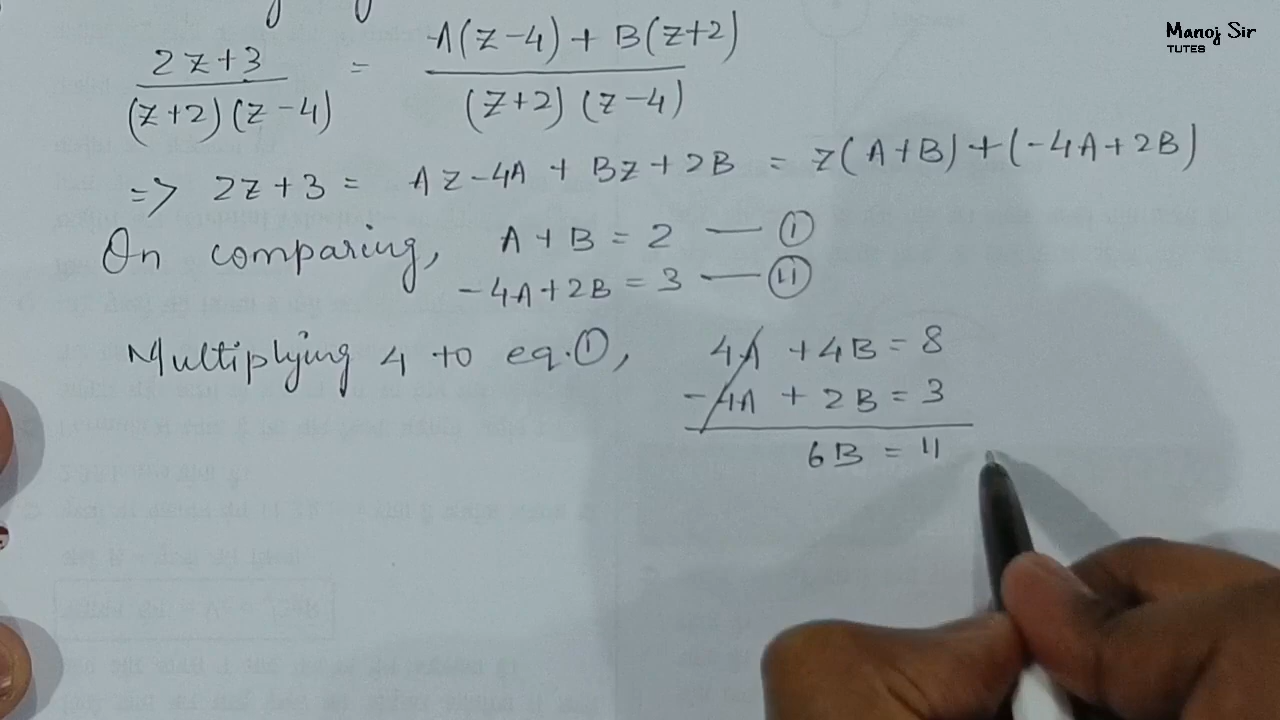 Manoj Sir
TUTES
2z+3 / (z+2)(z-4) = A(z-4) + B(z+2) / (z+2)(z-4)
=> 2z+3 = Az-4A + Bz+2B = z(A+B)+(-4A+2B)
On comparing, A+B = 2 — (I)
-4A+2B = 3 — (II)
Multiplying 4 to eq.(I), 4A +4B = 8
-4A + 2B = 3
6B = 11